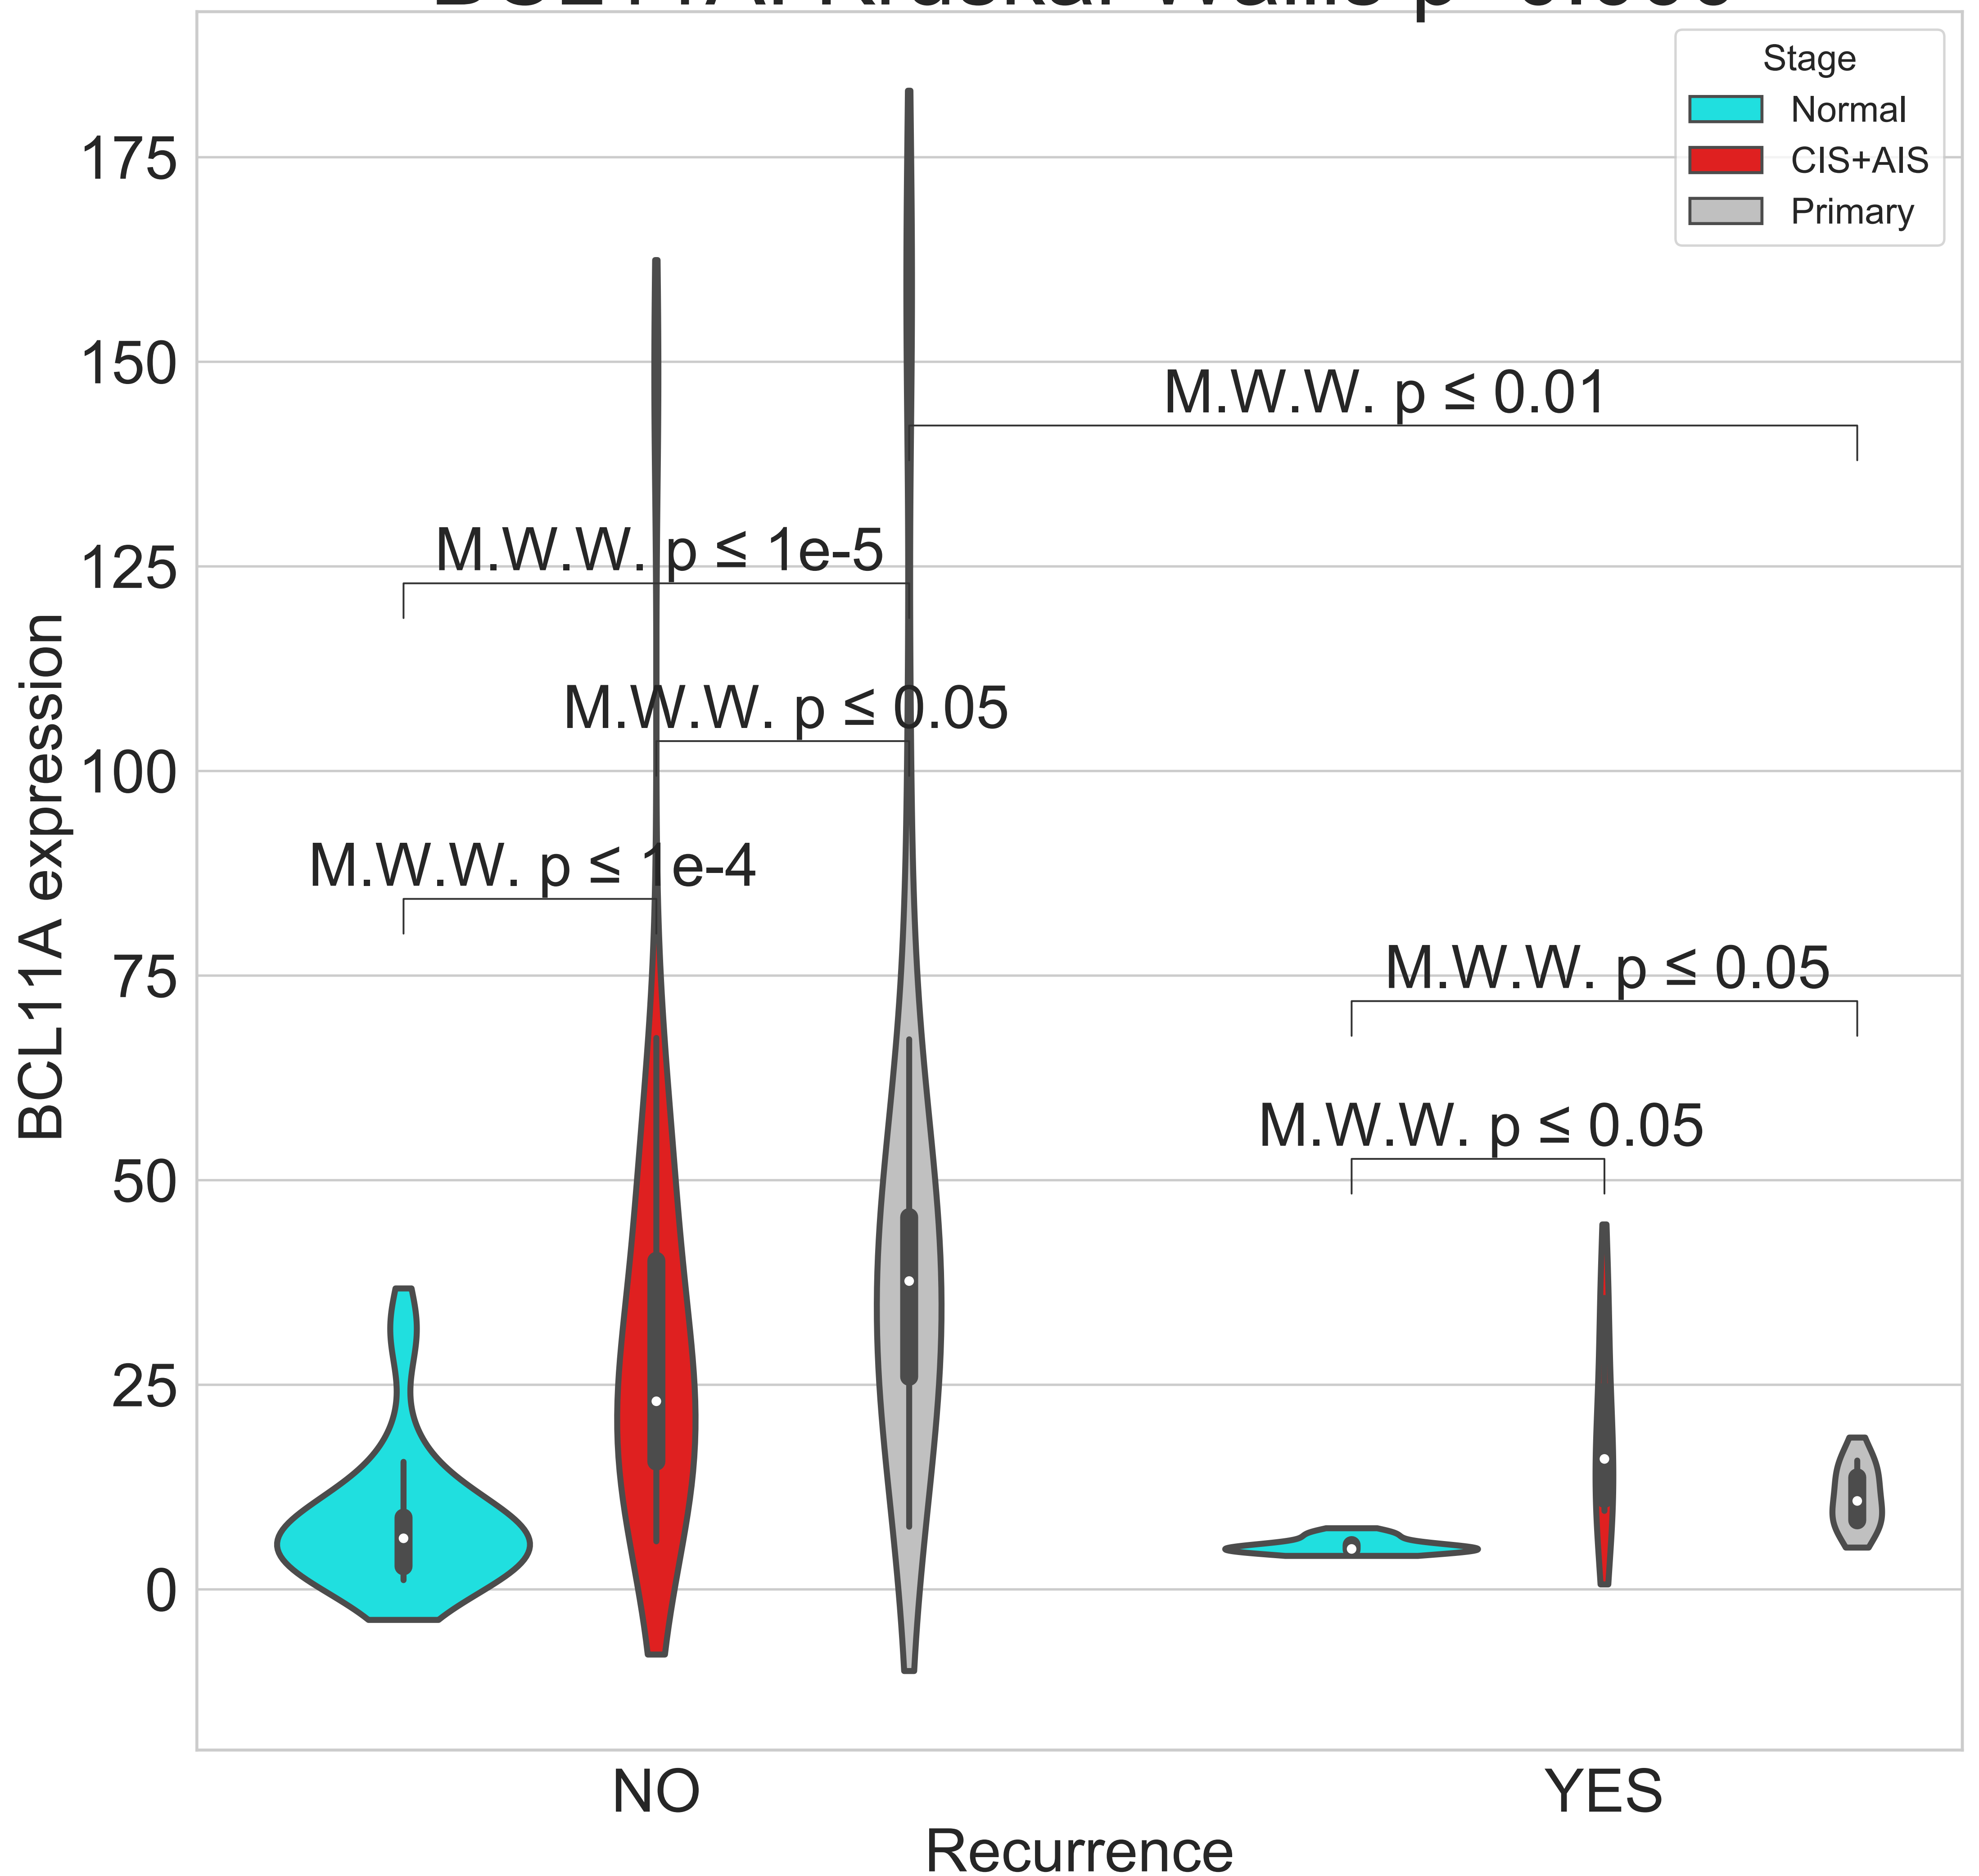 Stage
Normal
CIS+AIS
Primary
175
150
125
100
75
50
25
0
BCL11A expression
M.W.W. p ≤ 0.01
M.W.W. p ≤ 1e-5
M.W.W. p ≤ 0.05
M.W.W. p ≤ 1e-4
M.W.W. p ≤ 0.05
M.W.W. p ≤ 0.05
NO
YES
Recurrence